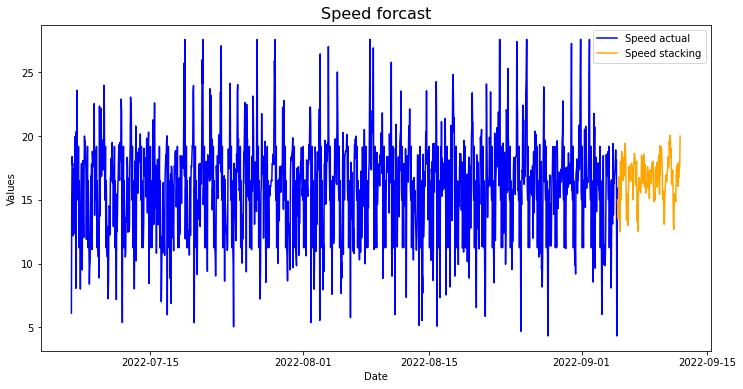 Speed forcast
Speed actual
Speed stacking
Values
25
20
15
10
5
2022-07-15
2022-08-01
2022-08-15
2022-09-01
2022-09-15
Date